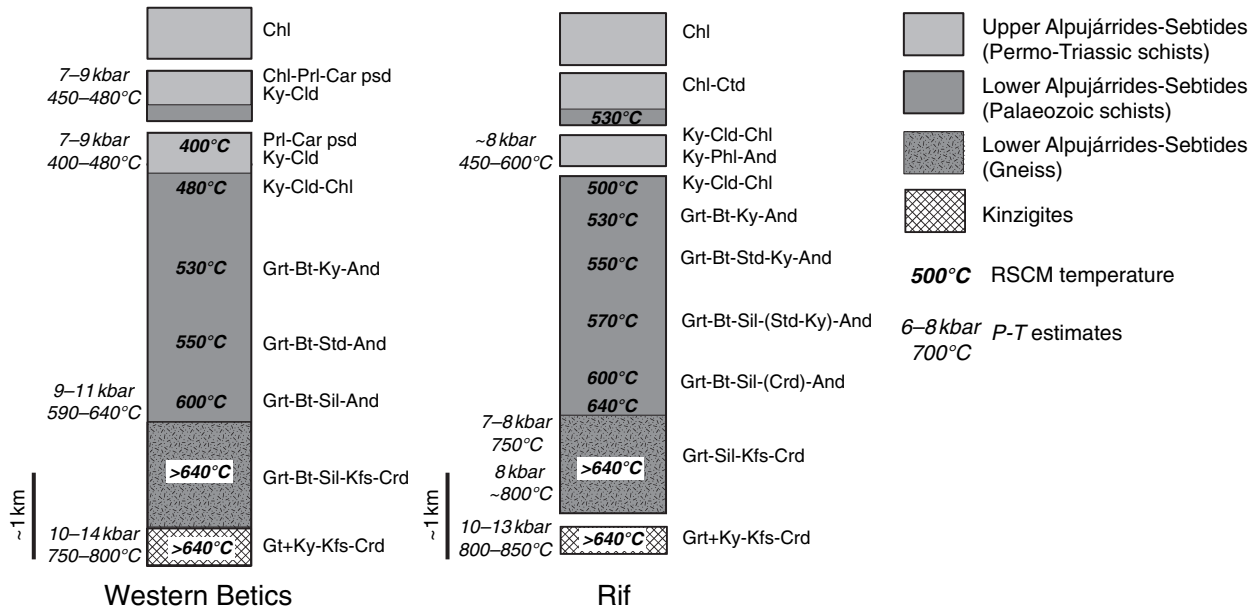 Chl
7–9 kbar
450–480°C
Chl-Prl-Car psd
Ky-Cld
7–9 kbar
400–480°C
400°C
Prl-Car psd
Ky-Cld
480°C
Ky-Cld-Chl
530°C
Grt-Bt-Ky-And
550°C
Grt-Bt-Std-And
9–11 kbar
590–640°C
600°C
Grt-Bt-Sil-And
>640°C
Grt-Bt-Sil-Kfs-Crd
~1 km
10–14 kbar
750–800°C
>640°C
Gt+Ky-Kfs-Crd
Western Betics
Chl
Chl-Ctd
530°C
~8 kbar
450–600°C
Ky-Cld-Chl
Ky-Phl-And
500°C
Ky-Cld-Chl
530°C
Grt-Bt-Ky-And
550°C
Grt-Bt-Std-Ky-And
570°C
Grt-Bt-Sil-(Std-Ky)-And
600°C
Grt-Bt-Sil-(Crd)-And
640°C
7–8 kbar
750°C
8 kbar
~800°C
>640°C
Grt-Sil-Kfs-Crd
~1 km
10–13 kbar
800–850°C
>640°C
Grt+Ky-Kfs-Crd
Rif
Upper Alpujárrides-Sebtides
(Permo-Triassic schists)
Lower Alpujárrides-Sebtides
(Palaeozoic schists)
Lower Alpujárrides-Sebtides
(Gneiss)
Kinzigites
500°C RSCM temperature
6–8 kbar
700°C
P-T estimates